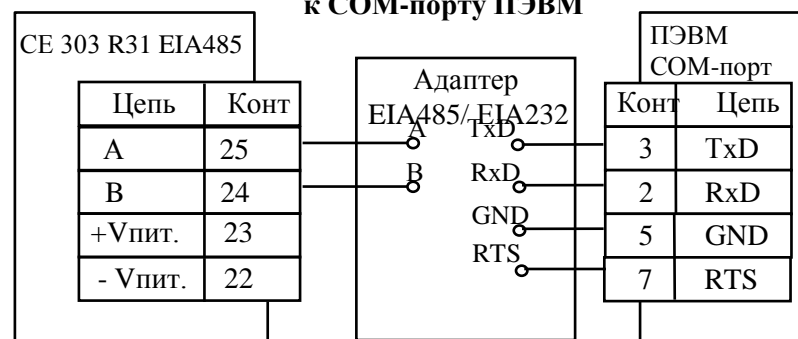 к COM-порту ПЭВМ
CE 303 R31 EIA485
Цепь Конт
A 25
B 24
+Vпит. 23
- Vпит. 22
Адаптер
EIA485/ EIA232
A TxD
B RxD
GND
RTS
ПЭВМ
COM-порт
Конт Цепь
3 TxD
2 RxD
5 GND
7 RTS